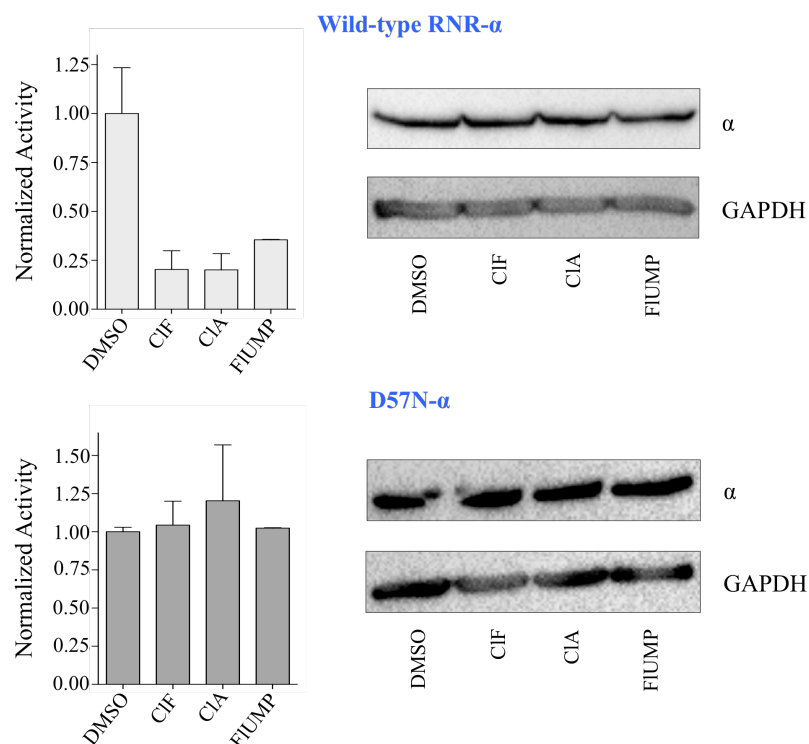 Wild-type RNR-α
Normalized Activity
1.25
1.00
0.75
0.50
0.25
0.00
DMSO
ClF
ClA
FlUMP
α
GAPDH
DMSO
ClF
ClA
FlUMP
D57N-α
Normalized Activity
1.50
1.25
1.00
0.75
0.50
0.25
0.00
DMSO
ClF
ClA
FlUMP
α
GAPDH
DMSO
ClF
ClA
FlUMP